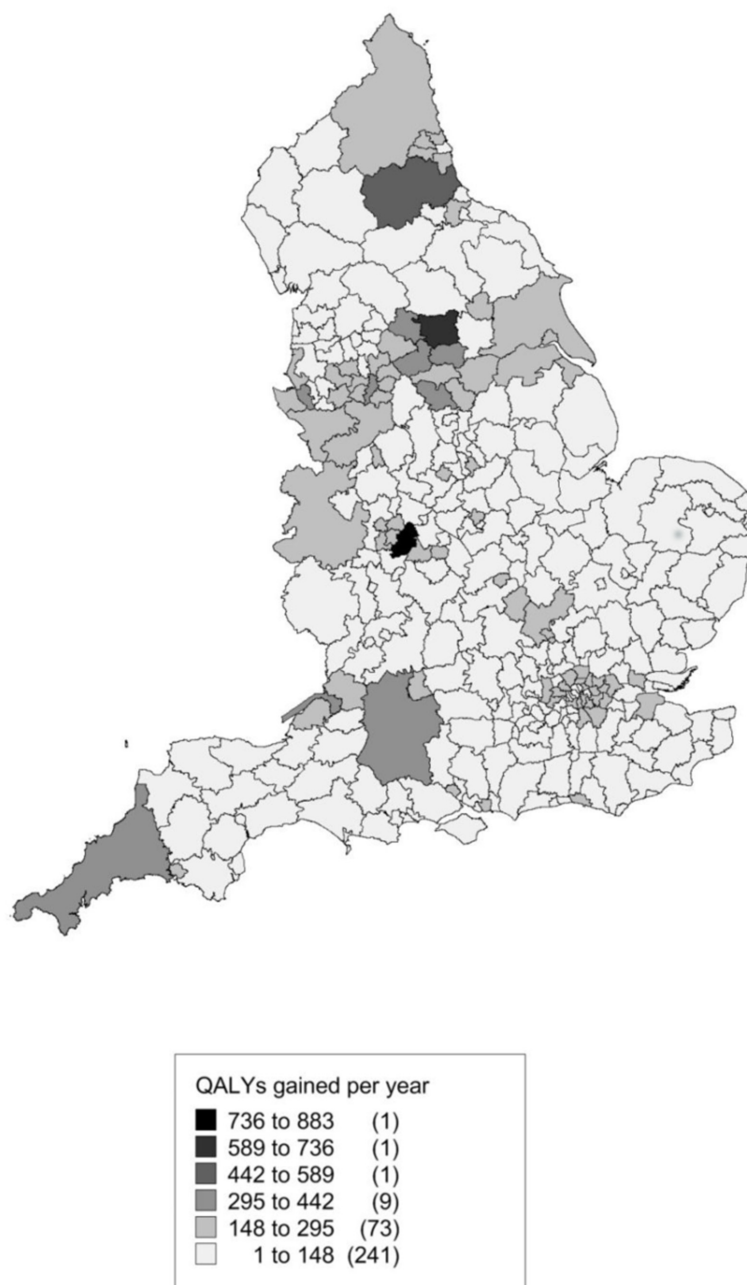 QALYs gained per year
736 to 883 (1)
589 to 736 (1)
442 to 589 (1)
295 to 442 (9)
148 to 295 (73)
1 to 148 (241)